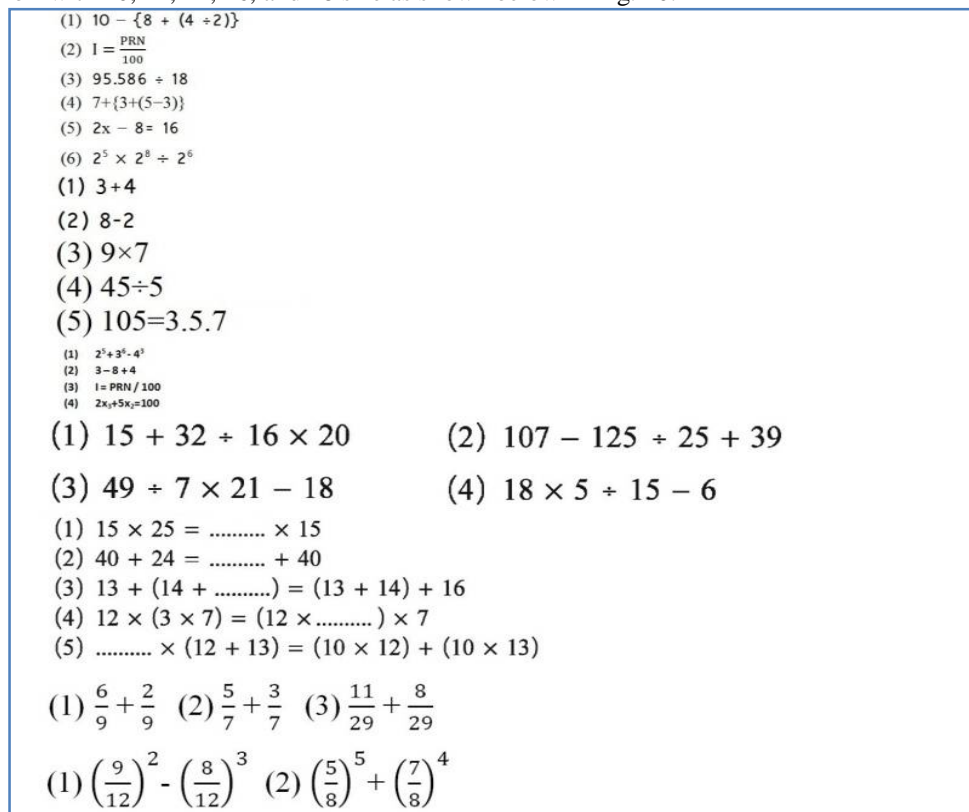 (1) 10 − {8 + (4 ÷2)}
(2) I = PRN/100
(3) 95.586 ÷ 18
(4) 7+{3+(5−3)}
(5) 2x − 8= 16
(6) 2⁵ × 2⁸ ÷ 2⁶
(1) 3+4
(2) 8-2
(3) 9×7
(4) 45÷5
(5) 105=3.5.7
(1) 2⁵+3⁶-4³
(2) 3−8+4
(3) I= PRN / 100
(4) 2x₁+5x₂=100
(1) 15 + 32 ÷ 16 × 20 (2) 107 − 125 ÷ 25 + 39
(3) 49 ÷ 7 × 21 − 18 (4) 18 × 5 ÷ 15 − 6
(1) 15 × 25 = .......... × 15
(2) 40 + 24 = .......... + 40
(3) 13 + (14 + ..........) = (13 + 14) + 16
(4) 12 × (3 × 7) = (12 × .......... ) × 7
(5) .......... × (12 + 13) = (10 × 12) + (10 × 13)
(1) 6/9 + 2/9 (2) 5/7 + 3/7 (3) 11/29 + 8/29
(1) (9/12)² - (8/12)³ (2) (5/8)⁵ + (7/8)⁴